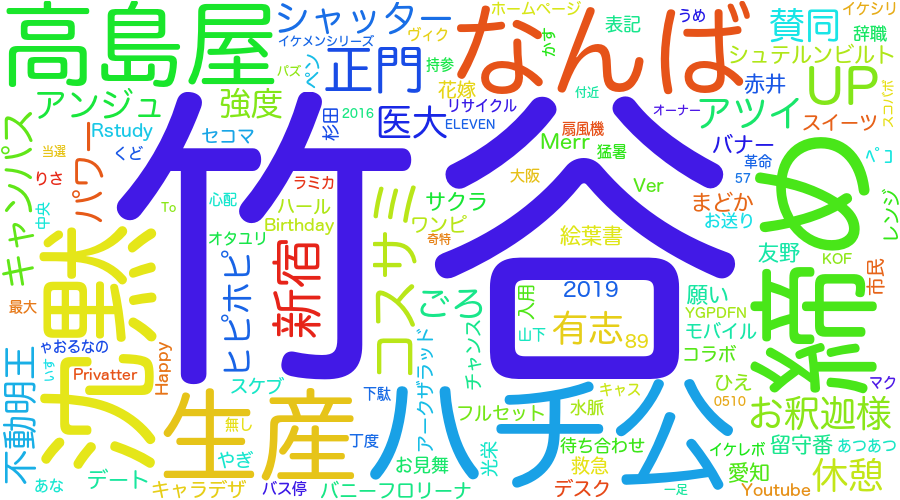 高島屋
シャッター
なんば
ホームページ
表記
賛同
うめ
イケシリ
辞職
イケメンシリーズ
ヴィク
かす
シュテルンビルト
正門
ペン
持参
バズ
花嫁
赤井
UP
アンジュ
強度
2016
杉田
医大
リサイクル
付近
オーナー
アツイ
スイーツ
スコパボ
Rstudy
セコマ
ELEVEN
扇風機
Merr
猛暑
バナー
革命
キャンパス
当選
くど
パワー
竹谷
め
ペコ
りさ
ラミカ
大阪
57
Ver
まどか
中央
To
心配
ハール
サクラ
お送り
レンジ
沈黙
Birthday
コスサミ
ワンピ
奇特
絵葉書
友野
KOF
オタユリ
新宿
ヒピホピ
市民
最大
ごろ
入用
2019
願い
YGPDFN
締
ゃおるなの
山下
有志
89
モバイル
いす
Happy
チャンス
コラボ
Privatter
アークザラッド
不動明王
スケブ
下駄
キャス
ひえ
マク
0510
生産
ハチ公
フルセット
水脈
お釈迦様
無し
丁度
待ち合わせ
イケレボ
留守番
あつあつ
デート
やぎ
お見舞
光栄
救急
愛知
休憩
あな
キャラデザ
バス停
バニーフロリーナ
デスク
一足
Youtube